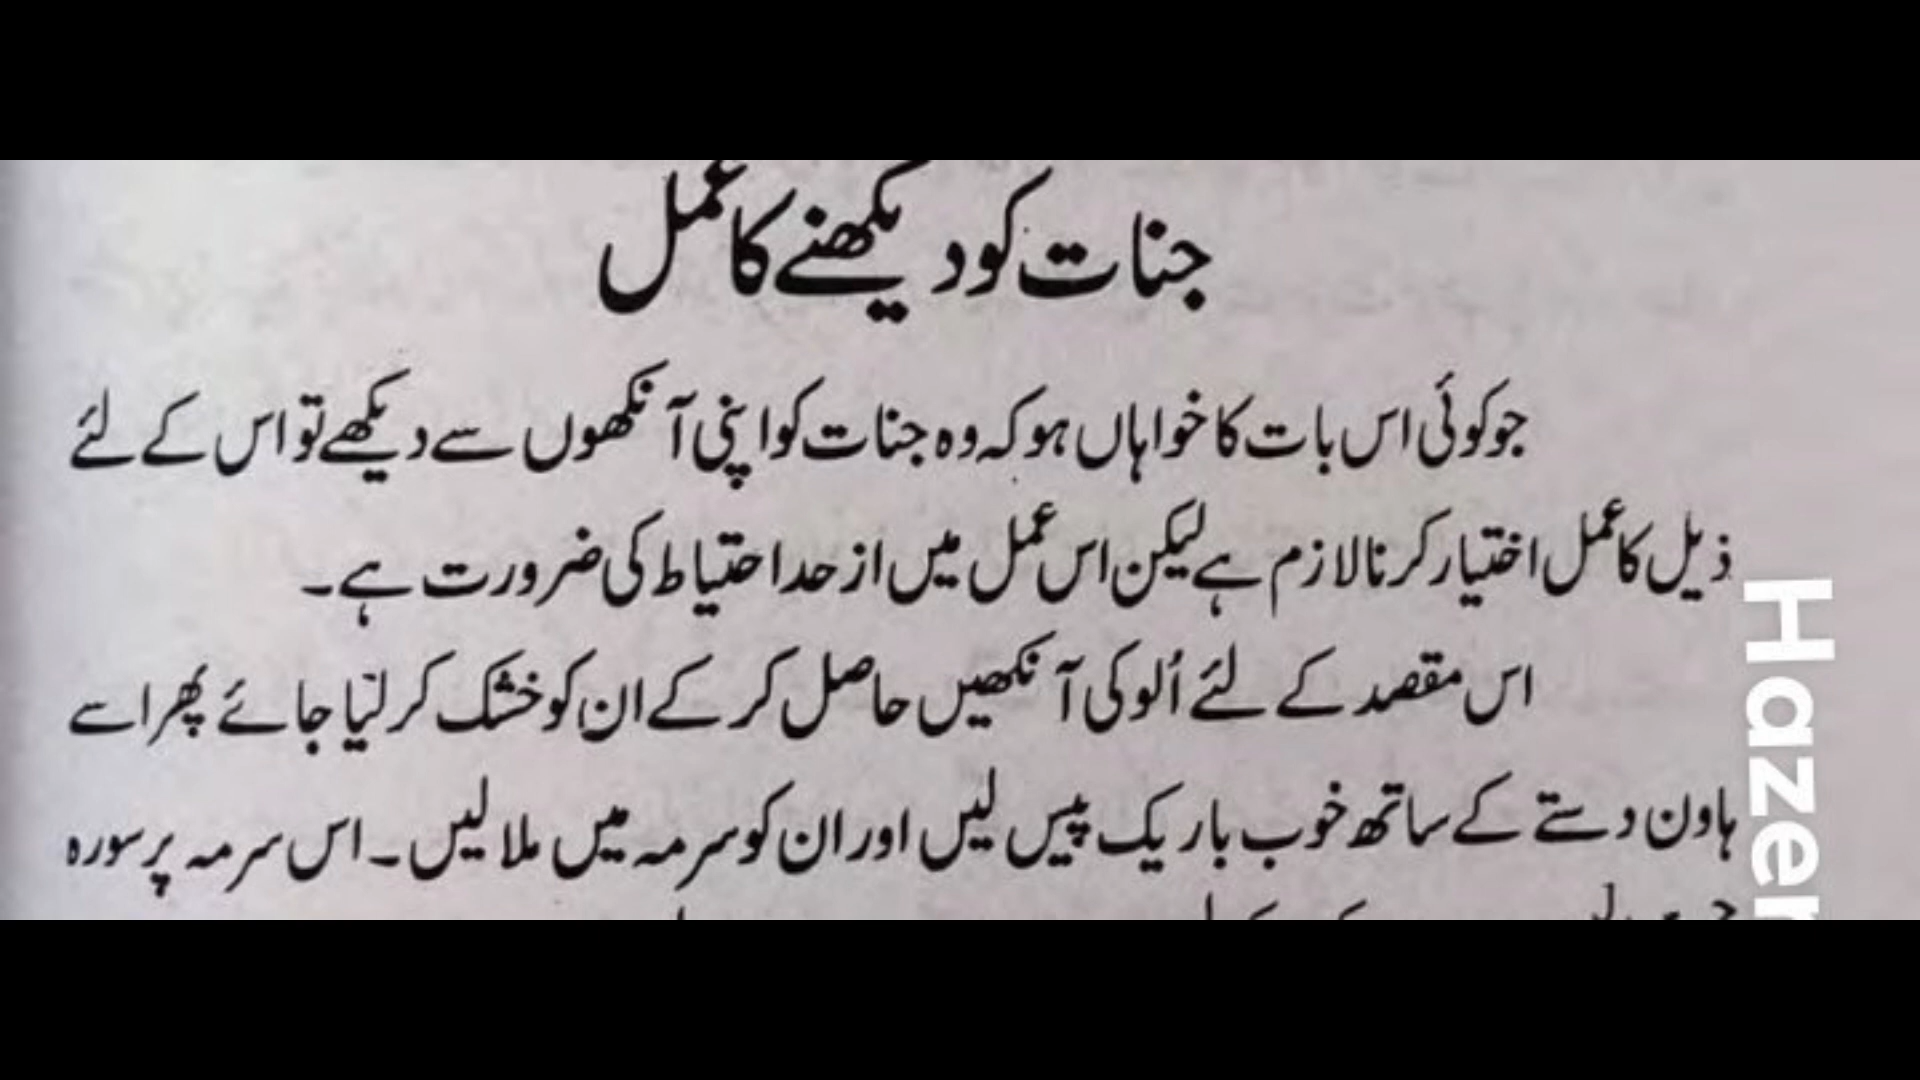 جنات کو دیکھنے کا عمل
جو کوئی اس بات کا خواہاں ہو کہ وہ جنات کو اپنی آنکھوں سے دیکھے تو اس کے لئے
ذیل کا عمل اختیار کرنا لازم ہے لیکن اس عمل میں از حد احتیاط کی ضرورت ہے۔
اس مقصد کے لئے اُلو کی آنکھیں حاصل کر کے ان کو خشک کر لیا جائے پھر اسے
ہاون دستے کے ساتھ خوب باریک پیس لیں اور ان کو سرمہ میں ملا لیں۔ اس سرمہ پر سورہ
Hazer